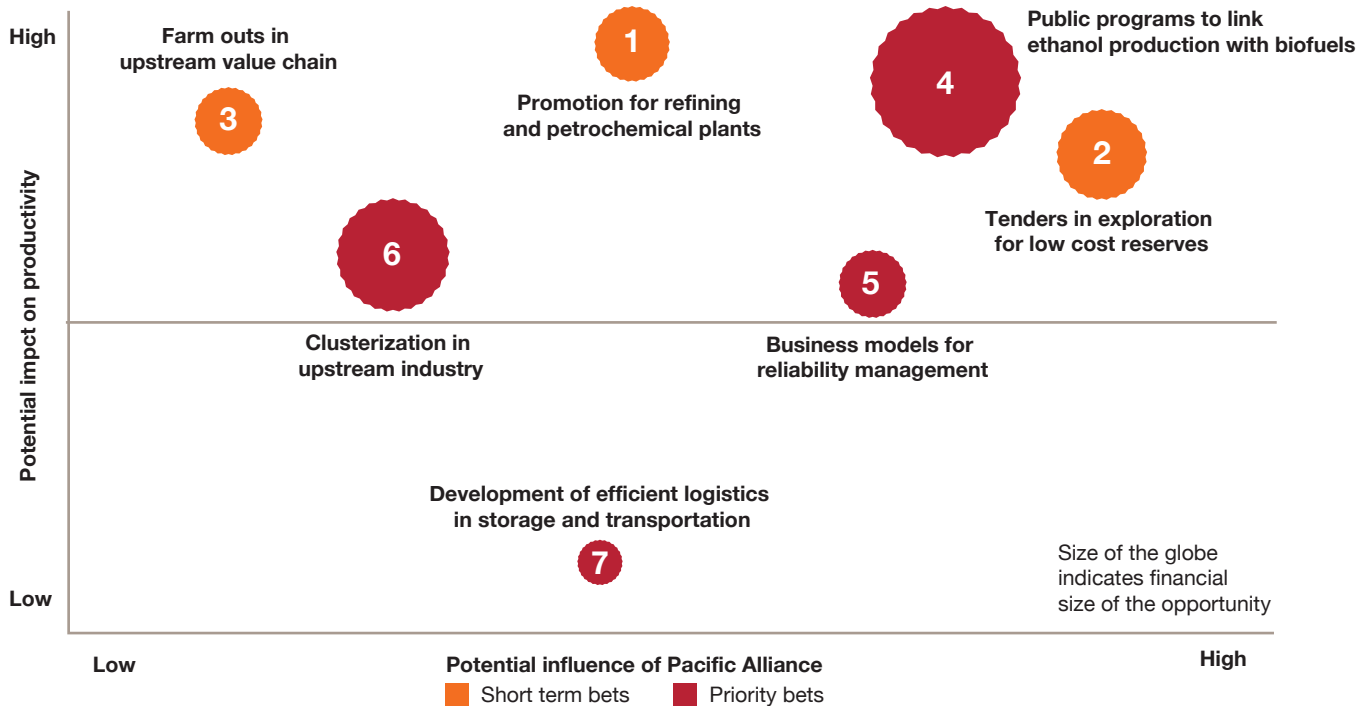 High
Farm outs in
upstream value chain
3
1
Promotion for refining
and petrochemical plants
4
Public programs to link
ethanol production with biofuels
2
Tenders in exploration
for low cost reserves
6
Clusterization in
upstream industry
5
Business models for
reliability management
Potential impct on productivity
Development of efficient logistics
in storage and transportation
7
Size of the globe
indicates financial
size of the opportunity
Low
Low
Potential influence of Pacific Alliance
High
Short term bets
Priority bets